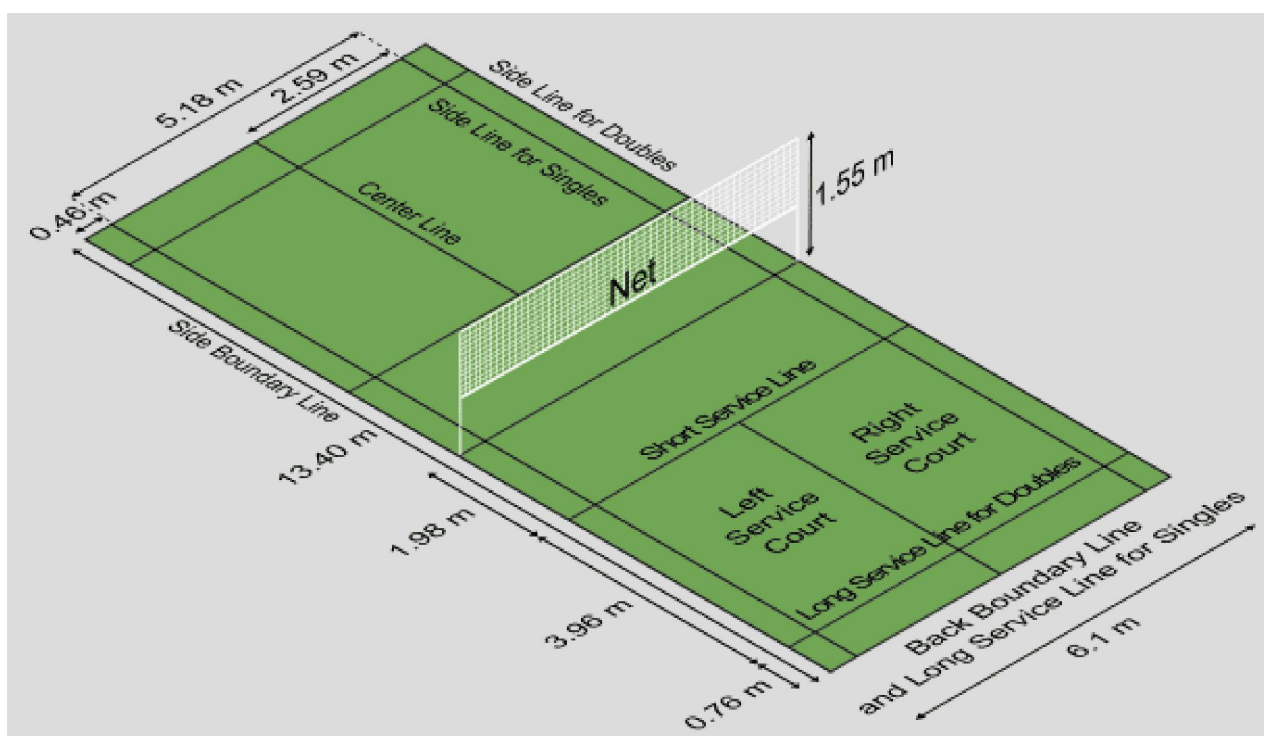 5.18 m
2.59 m
0.46 m
Side Line for Doubles
Side Line for Singles
Center Line
1.55 m
Net
Side Boundary Line
13.40 m
1.98 m
3.96 m
0.76 m
Short Service Line
Right
Service
Court
Left
Service
Court
Long Service Line for Doubles
Back Boundary Line
and Long Service Line for Singles
6.1 m